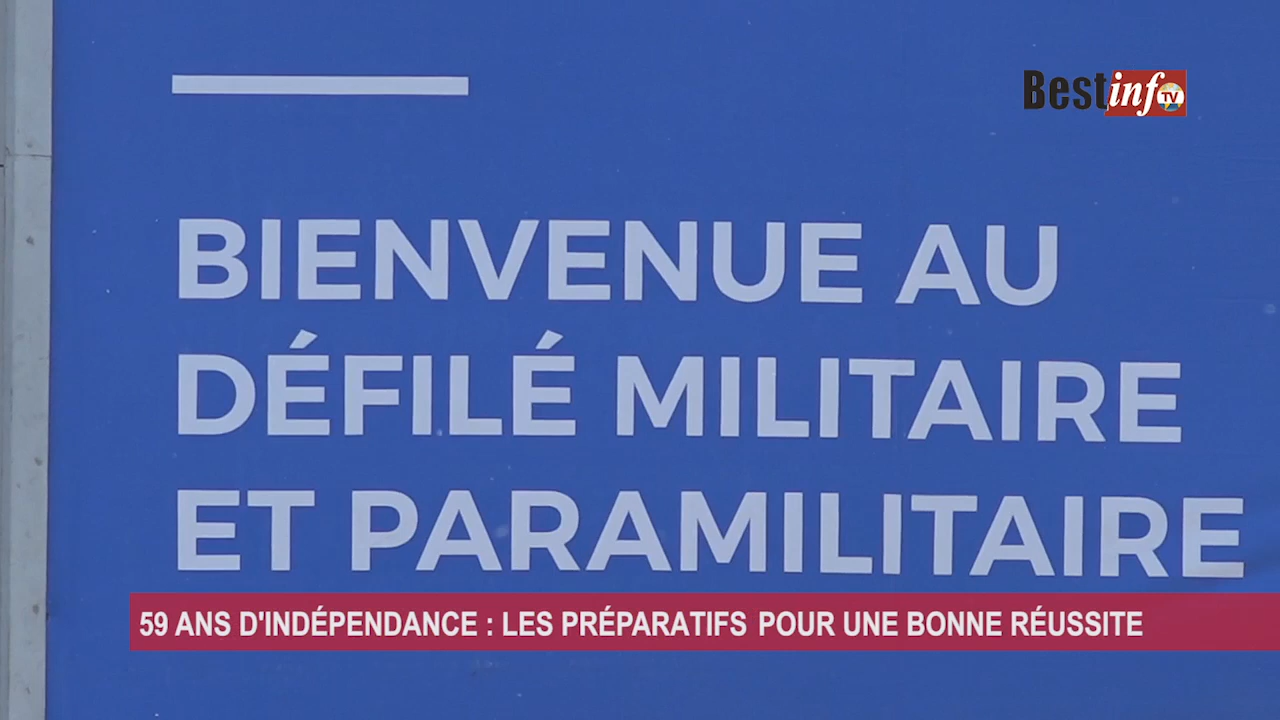 Bestinfo TV
BIENVENUE AU
DÉFILÉ MILITAIRE
ET PARAMILITAIRE
59 ANS D'INDÉPENDANCE : LES PRÉPARATIFS POUR UNE BONNE RÉUSSITE